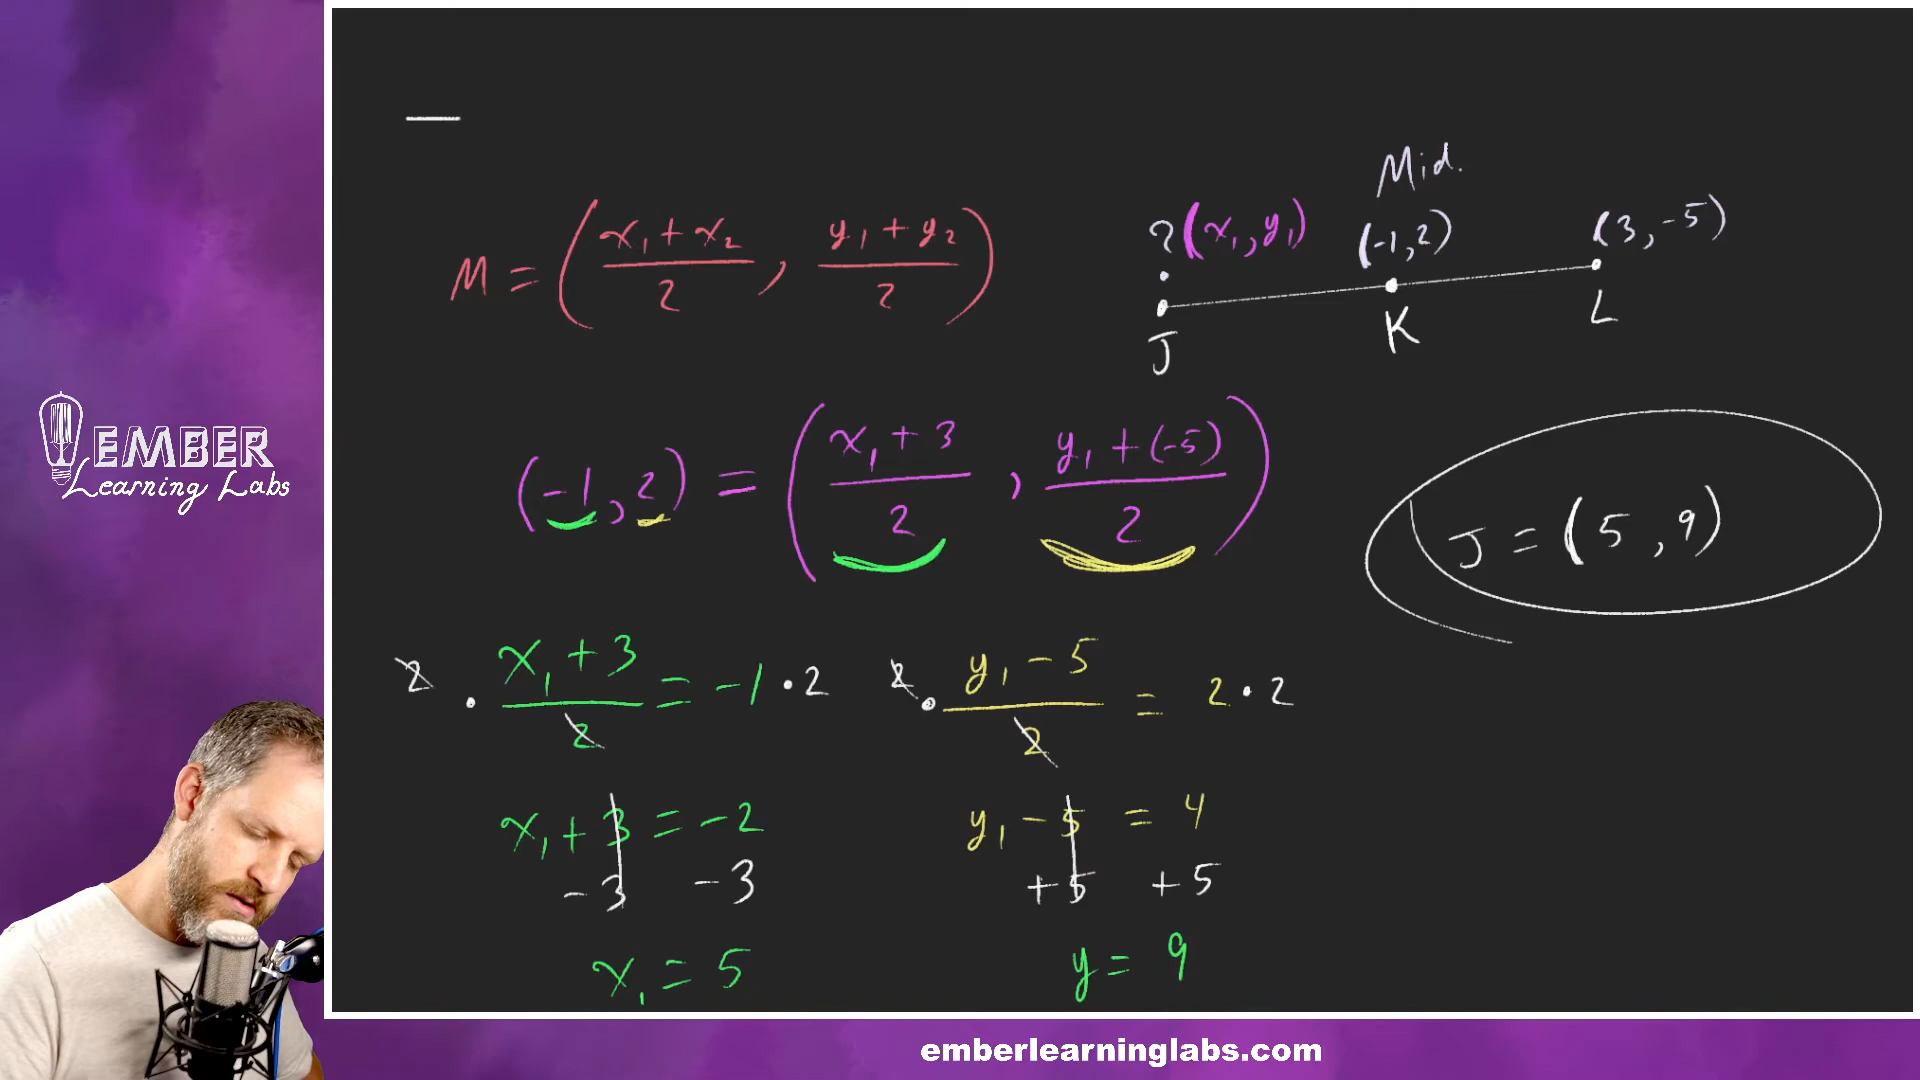 EMBER
Learning Labs
Mid.
M = ( x₁ + x₂ / 2 , y₁ + y₂ / 2 )
? (x₁, y₁) (-1, 2) (3, -5)
J K L
(-1, 2) = ( x₁ + 3 / 2 , y₁ + (-5) / 2 )
J = (5, 9)
2 · x₁ + 3 / 2 = -1 · 2
2 · y₁ - 5 / 2 = 2 · 2
x₁ + 3 = -2
- 3 - 3
x₁ = 5
y₁ - 5 = 4
+ 5 + 5
y = 9
emberlearninglabs.com